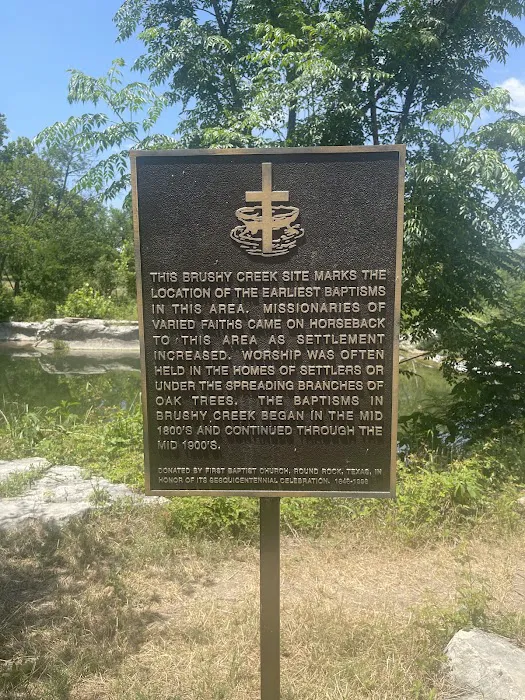 THIS BRUSHY CREEK SITE MARKS THE
LOCATION OF THE EARLIEST BAPTISMS
IN THIS AREA. MISSIONARIES OF
VARIED FAITHS CAME ON HORSEBACK
TO THIS AREA AS SETTLEMENT
INCREASED. WORSHIP WAS OFTEN
HELD IN THE HOMES OF SETTLERS OR
UNDER THE SPREADING BRANCHES OF
OAK TREES. THE BAPTISMS IN
BRUSHY CREEK BEGAN IN THE MID
1800'S AND CONTINUED THROUGH THE
MID 1900'S.
DONATED BY FIRST BAPTIST CHURCH, ROUND ROCK, TEXAS, IN
HONOR OF ITS SESQUICENTENNIAL CELEBRATION.